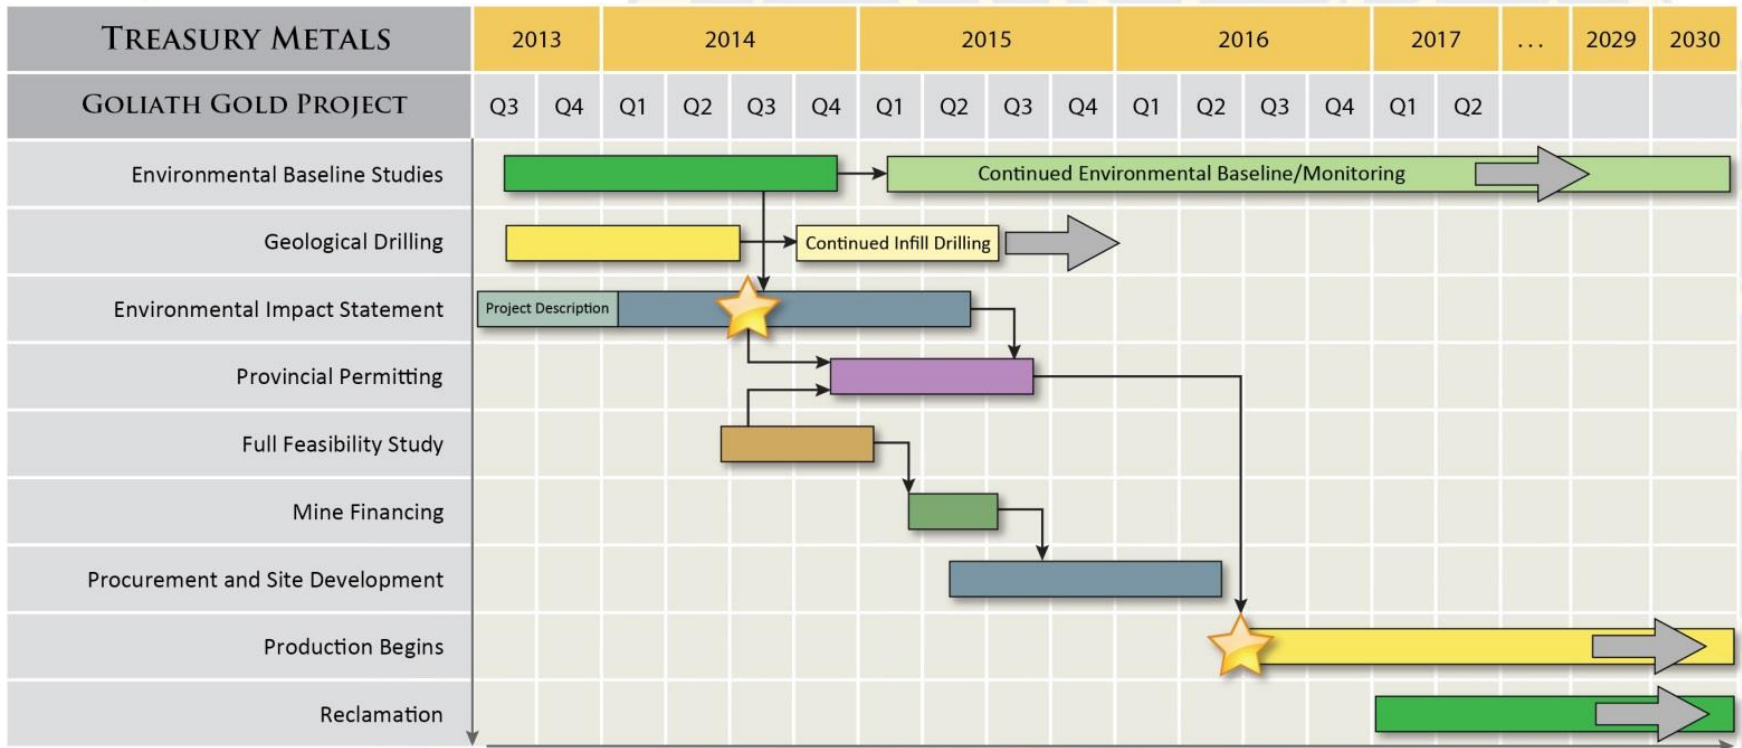 TREASURY METALS 2013 2014 2015 2016 2017 ... 2029 2030
GOLIATH GOLD PROJECT Q3 Q4 Q1 Q2 Q3 Q4 Q1 Q2 Q3 Q4 Q1 Q2 Q3 Q4 Q1 Q2
Environmental Baseline Studies Continued Environmental Baseline/Monitoring
Geological Drilling Continued Infill Drilling
Environmental Impact Statement Project Description
Provincial Permitting
Full Feasibility Study
Mine Financing
Procurement and Site Development
Production Begins
Reclamation